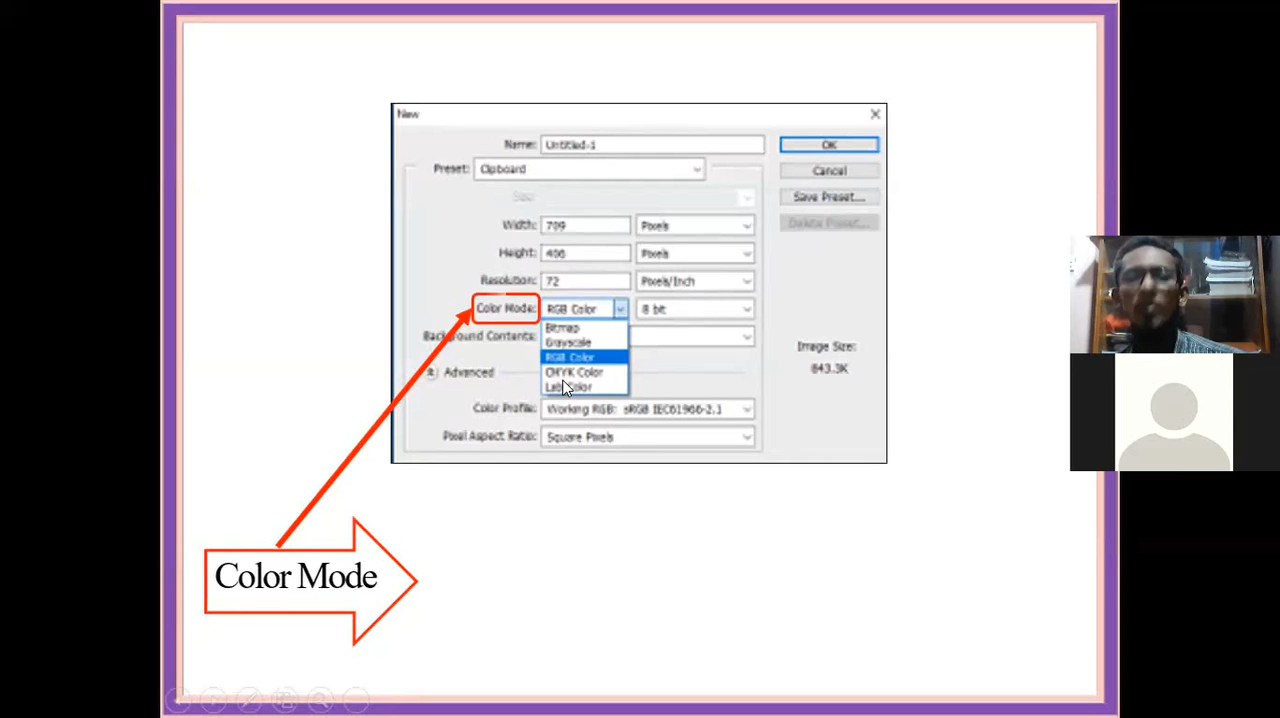 New
Name: Untitled-1
OK
Preset: Clipboard
Cancel
Size:
Save Preset...
Width: 709 Pixels
Delete Preset...
Height: 406 Pixels
Resolution: 72 Pixels/Inch
Color Mode: RGB Color 8 bit
Bitmap
Background Contents:
Grayscale
RGB Color
Image Size:
CMYK Color
843.3K
Advanced
Lab Color
Color Profile: Working RGB: sRGB IEC61966-2.1
Pixel Aspect Ratio: Square Pixels
Color Mode